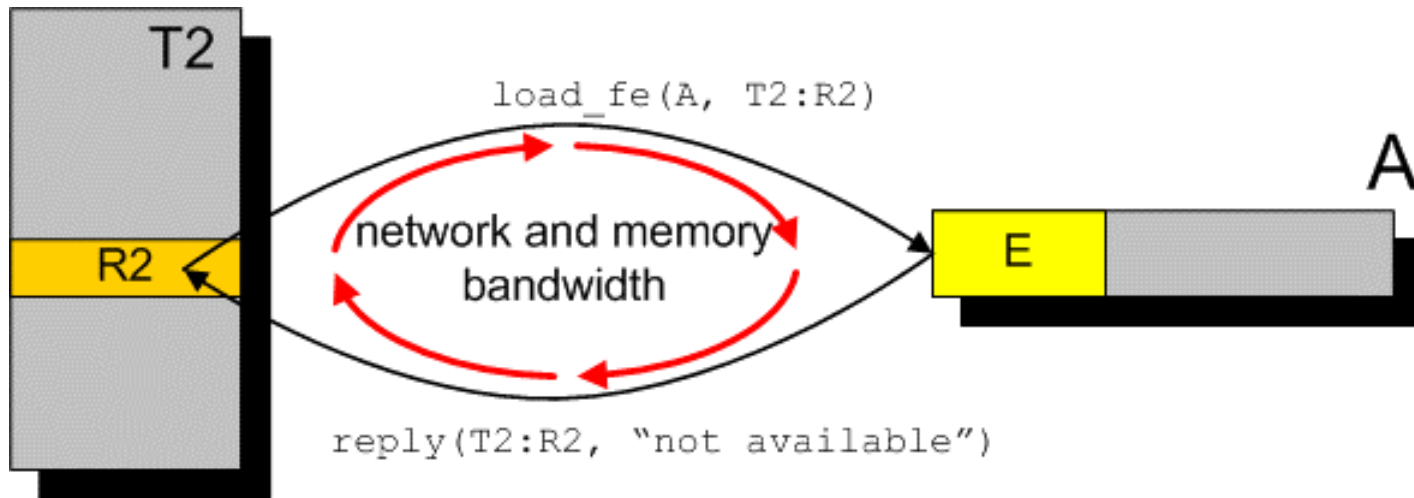 T2
load_fe(A, T2:R2)
A
network and memory
bandwidth
R2
E
reply(T2:R2, “not available”)